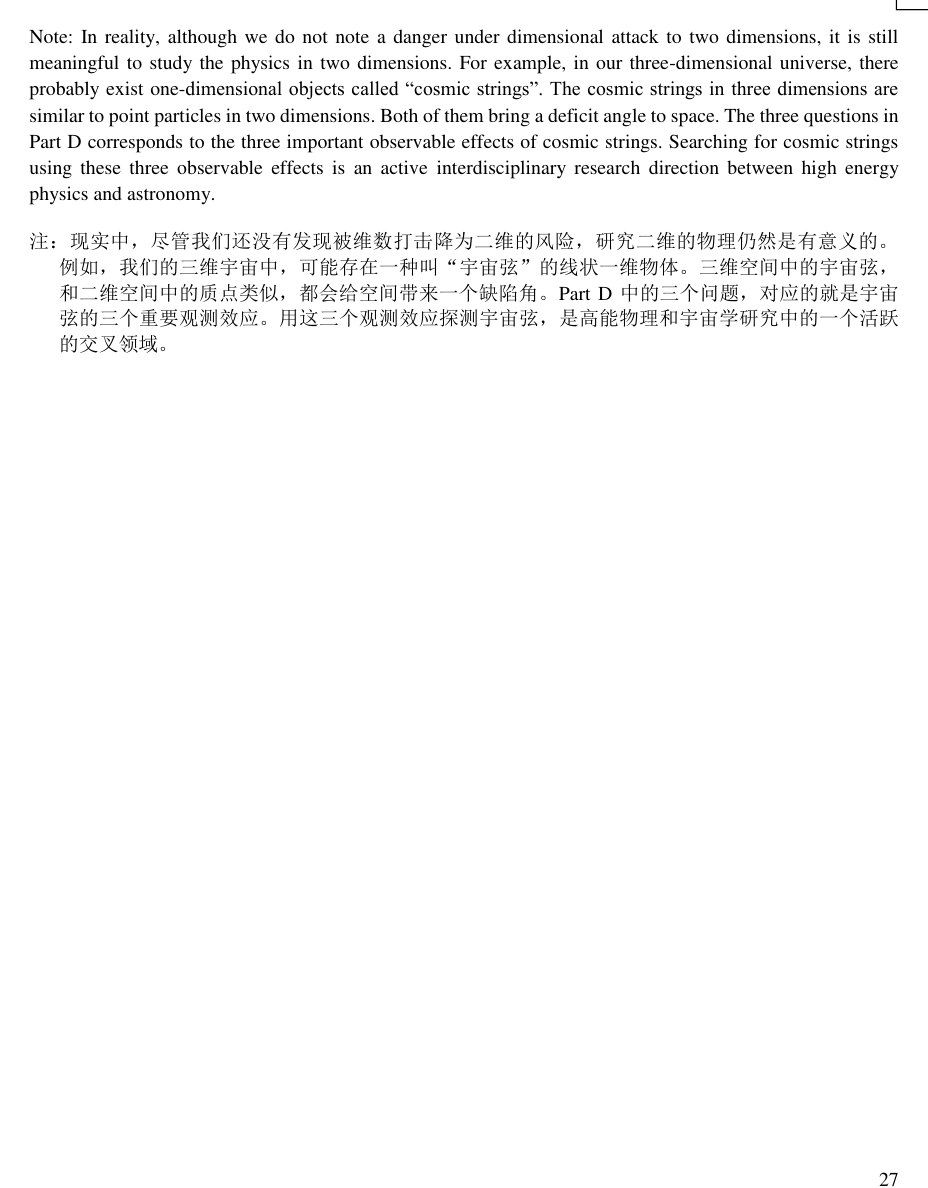 Note: In reality, although we do not note a danger under dimensional attack to two dimensions, it is still
meaningful to study the physics in two dimensions. For example, in our three-dimensional universe, there
probably exist one-dimensional objects called “cosmic strings”. The cosmic strings in three dimensions are
similar to point particles in two dimensions. Both of them bring a deficit angle to space. The three questions in
Part D corresponds to the three important observable effects of cosmic strings. Searching for cosmic strings
using these three observable effects is an active interdisciplinary research direction between high energy
physics and astronomy.
注：现实中，尽管我们还没有发现被维数打击降为二维的风险，研究二维的物理仍然是有意义的。
例如，我们的三维宇宙中，可能存在一种叫“宇宙弦”的线状一维物体。三维空间中的宇宙弦，
和二维空间中的质点类似，都会给空间带来一个缺陷角。Part D 中的三个问题，对应的就是宇宙
弦的三个重要观测效应。用这三个观测效应探测宇宙弦，是高能物理和宇宙学研究中的一个活跃
的交叉领域。
27